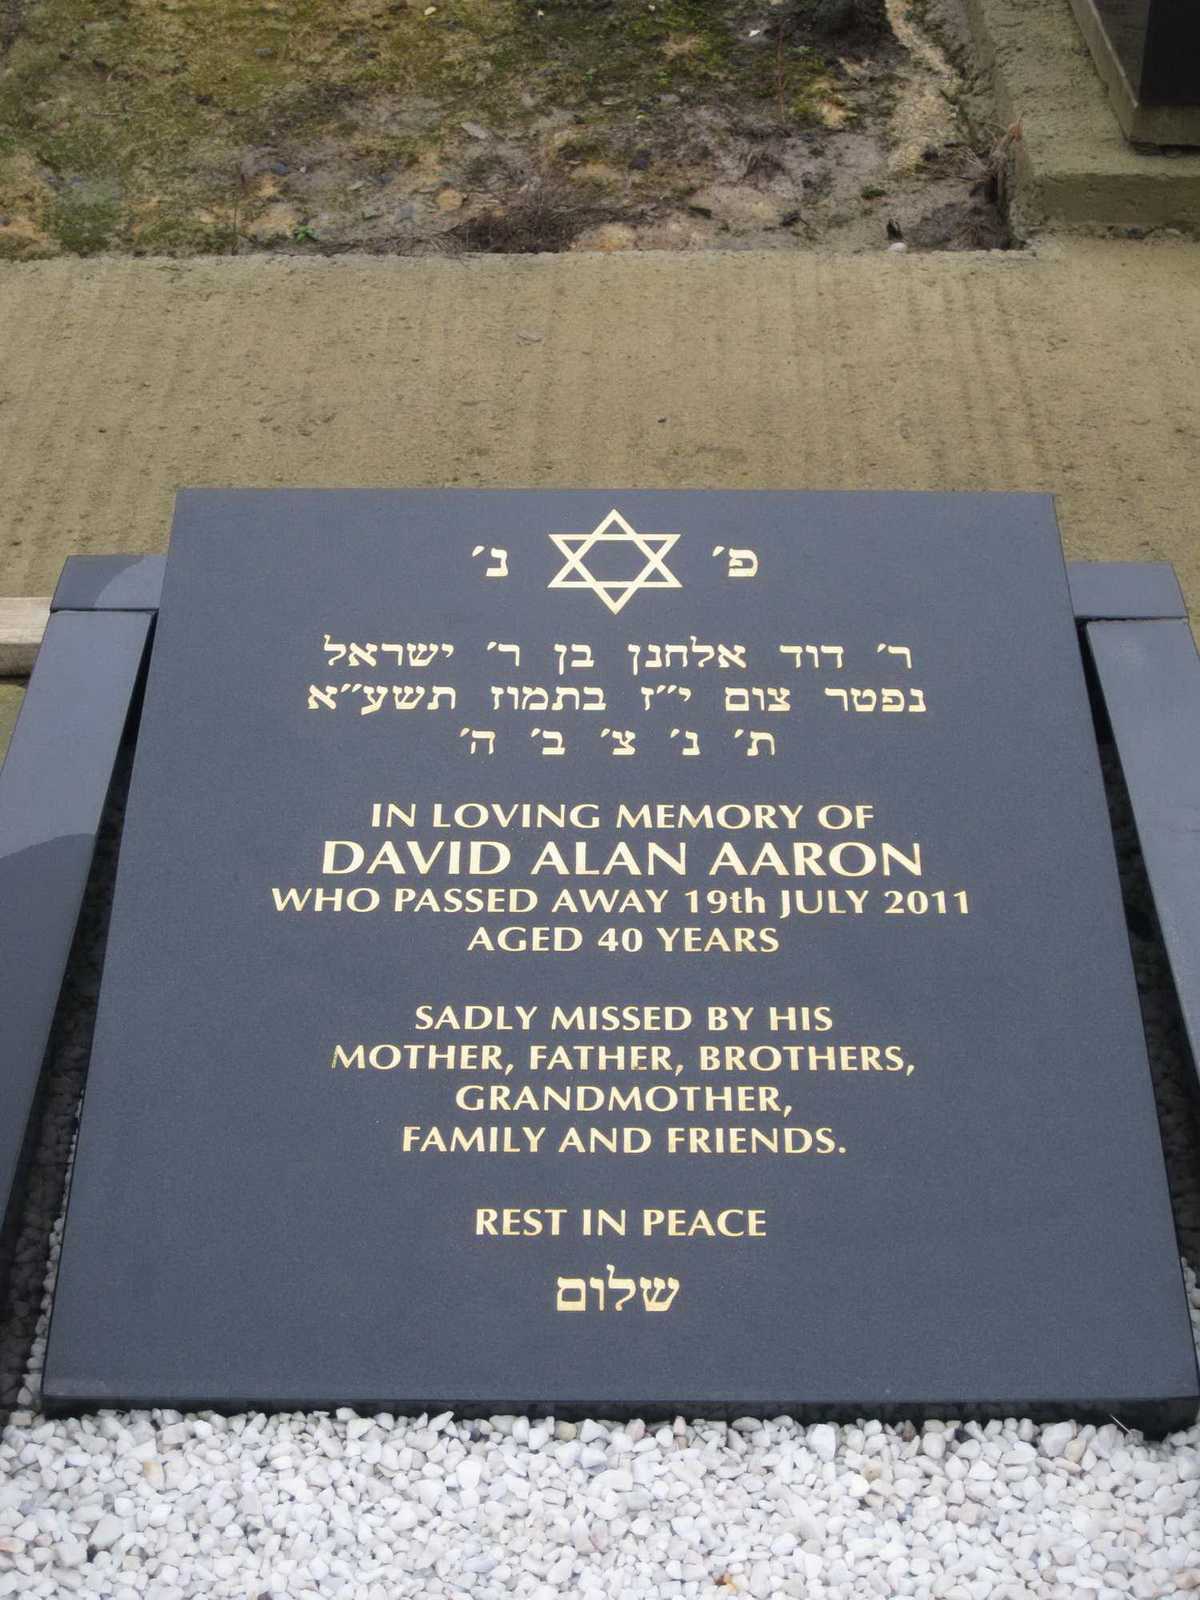 פ׳ נ׳
ר׳ דוד אלחנן בן ר׳ ישראל
נפטר צום י״ז בתמוז תשע״א
ת׳ נ׳ צ׳ ב׳ ה׳
IN LOVING MEMORY OF
DAVID ALAN AARON
WHO PASSED AWAY 19th JULY 2011
AGED 40 YEARS
SADLY MISSED BY HIS
MOTHER, FATHER, BROTHERS,
GRANDMOTHER,
FAMILY AND FRIENDS.
REST IN PEACE
שלום